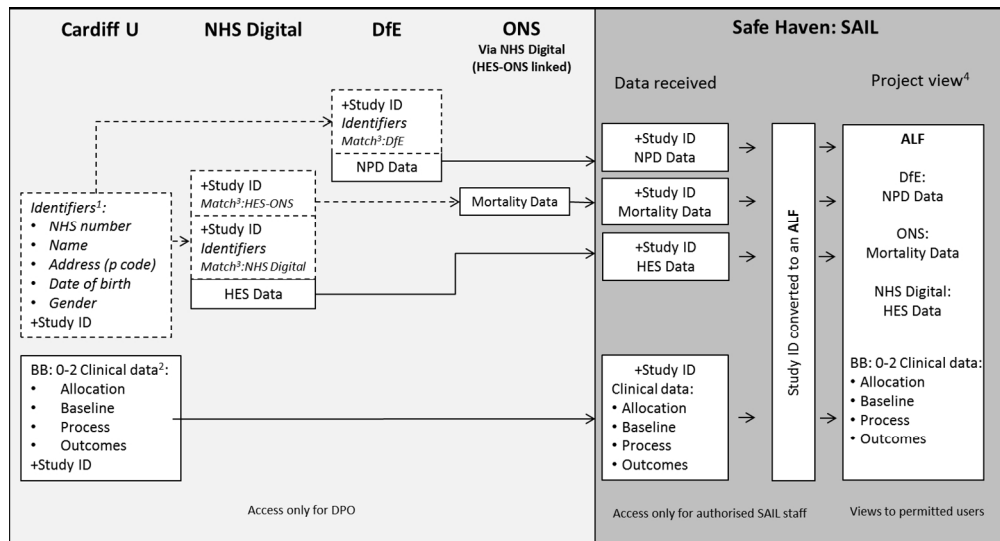 Cardiff U
NHS Digital
DfE
ONS
Via NHS Digital
(HES-ONS linked)
Safe Haven: SAIL
Data received
Project view4
+Study ID
Identifiers
Match3:DfE
NPD Data
+Study ID
Match3:HES-ONS
+Study ID
Identifiers
Match3:NHS Digital
HES Data
Mortality Data
Identifiers1:
• NHS number
• Name
• Address (p code)
• Date of birth
• Gender
+Study ID
BB: 0-2 Clinical data2:
• Allocation
• Baseline
• Process
• Outcomes
+Study ID
+Study ID
NPD Data
+Study ID
Mortality Data
+Study ID
HES Data
+Study ID
Clinical data:
• Allocation
• Baseline
• Process
• Outcomes
Study ID converted to an ALF
ALF
DfE:
NPD Data
ONS:
Mortality Data
NHS Digital:
HES Data
BB: 0-2 Clinical data:
• Allocation
• Baseline
• Process
• Outcomes
Access only for DPO
Access only for authorised SAIL staff
Views to permitted users